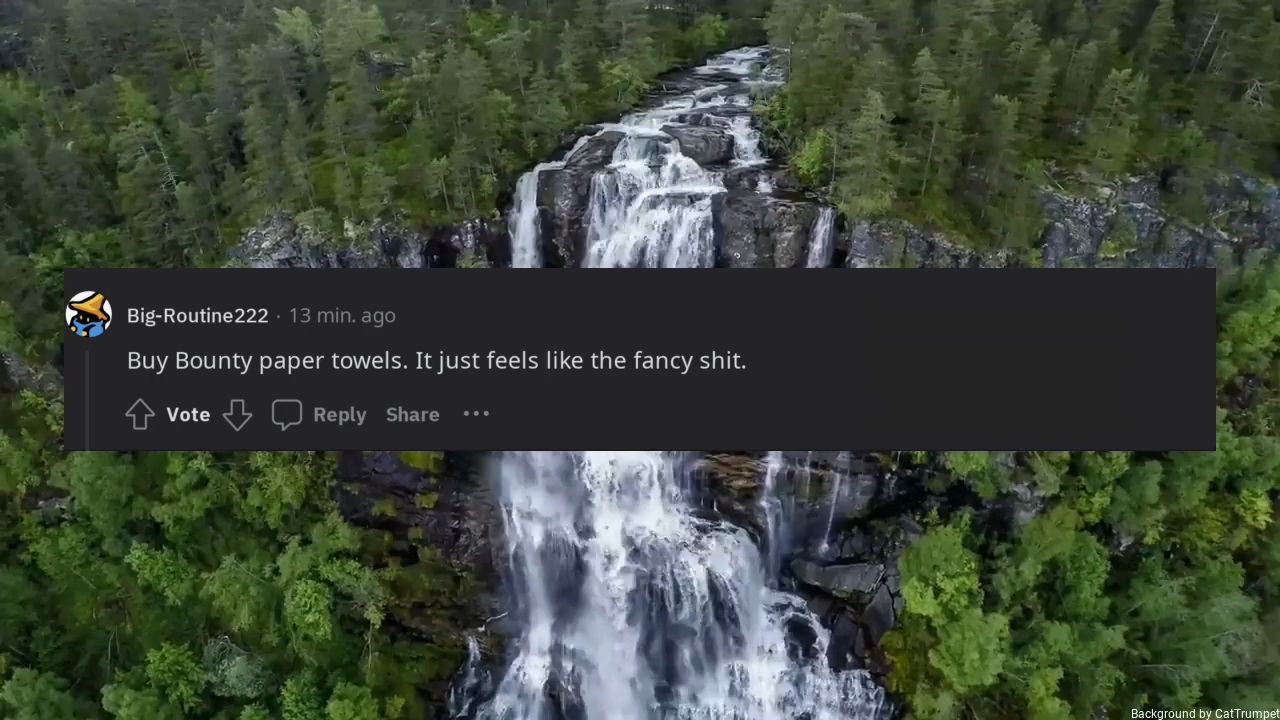 Big-Routine222 · 13 min. ago
Buy Bounty paper towels. It just feels like the fancy shit.
Vote Reply Share
Background by CatTrumpet